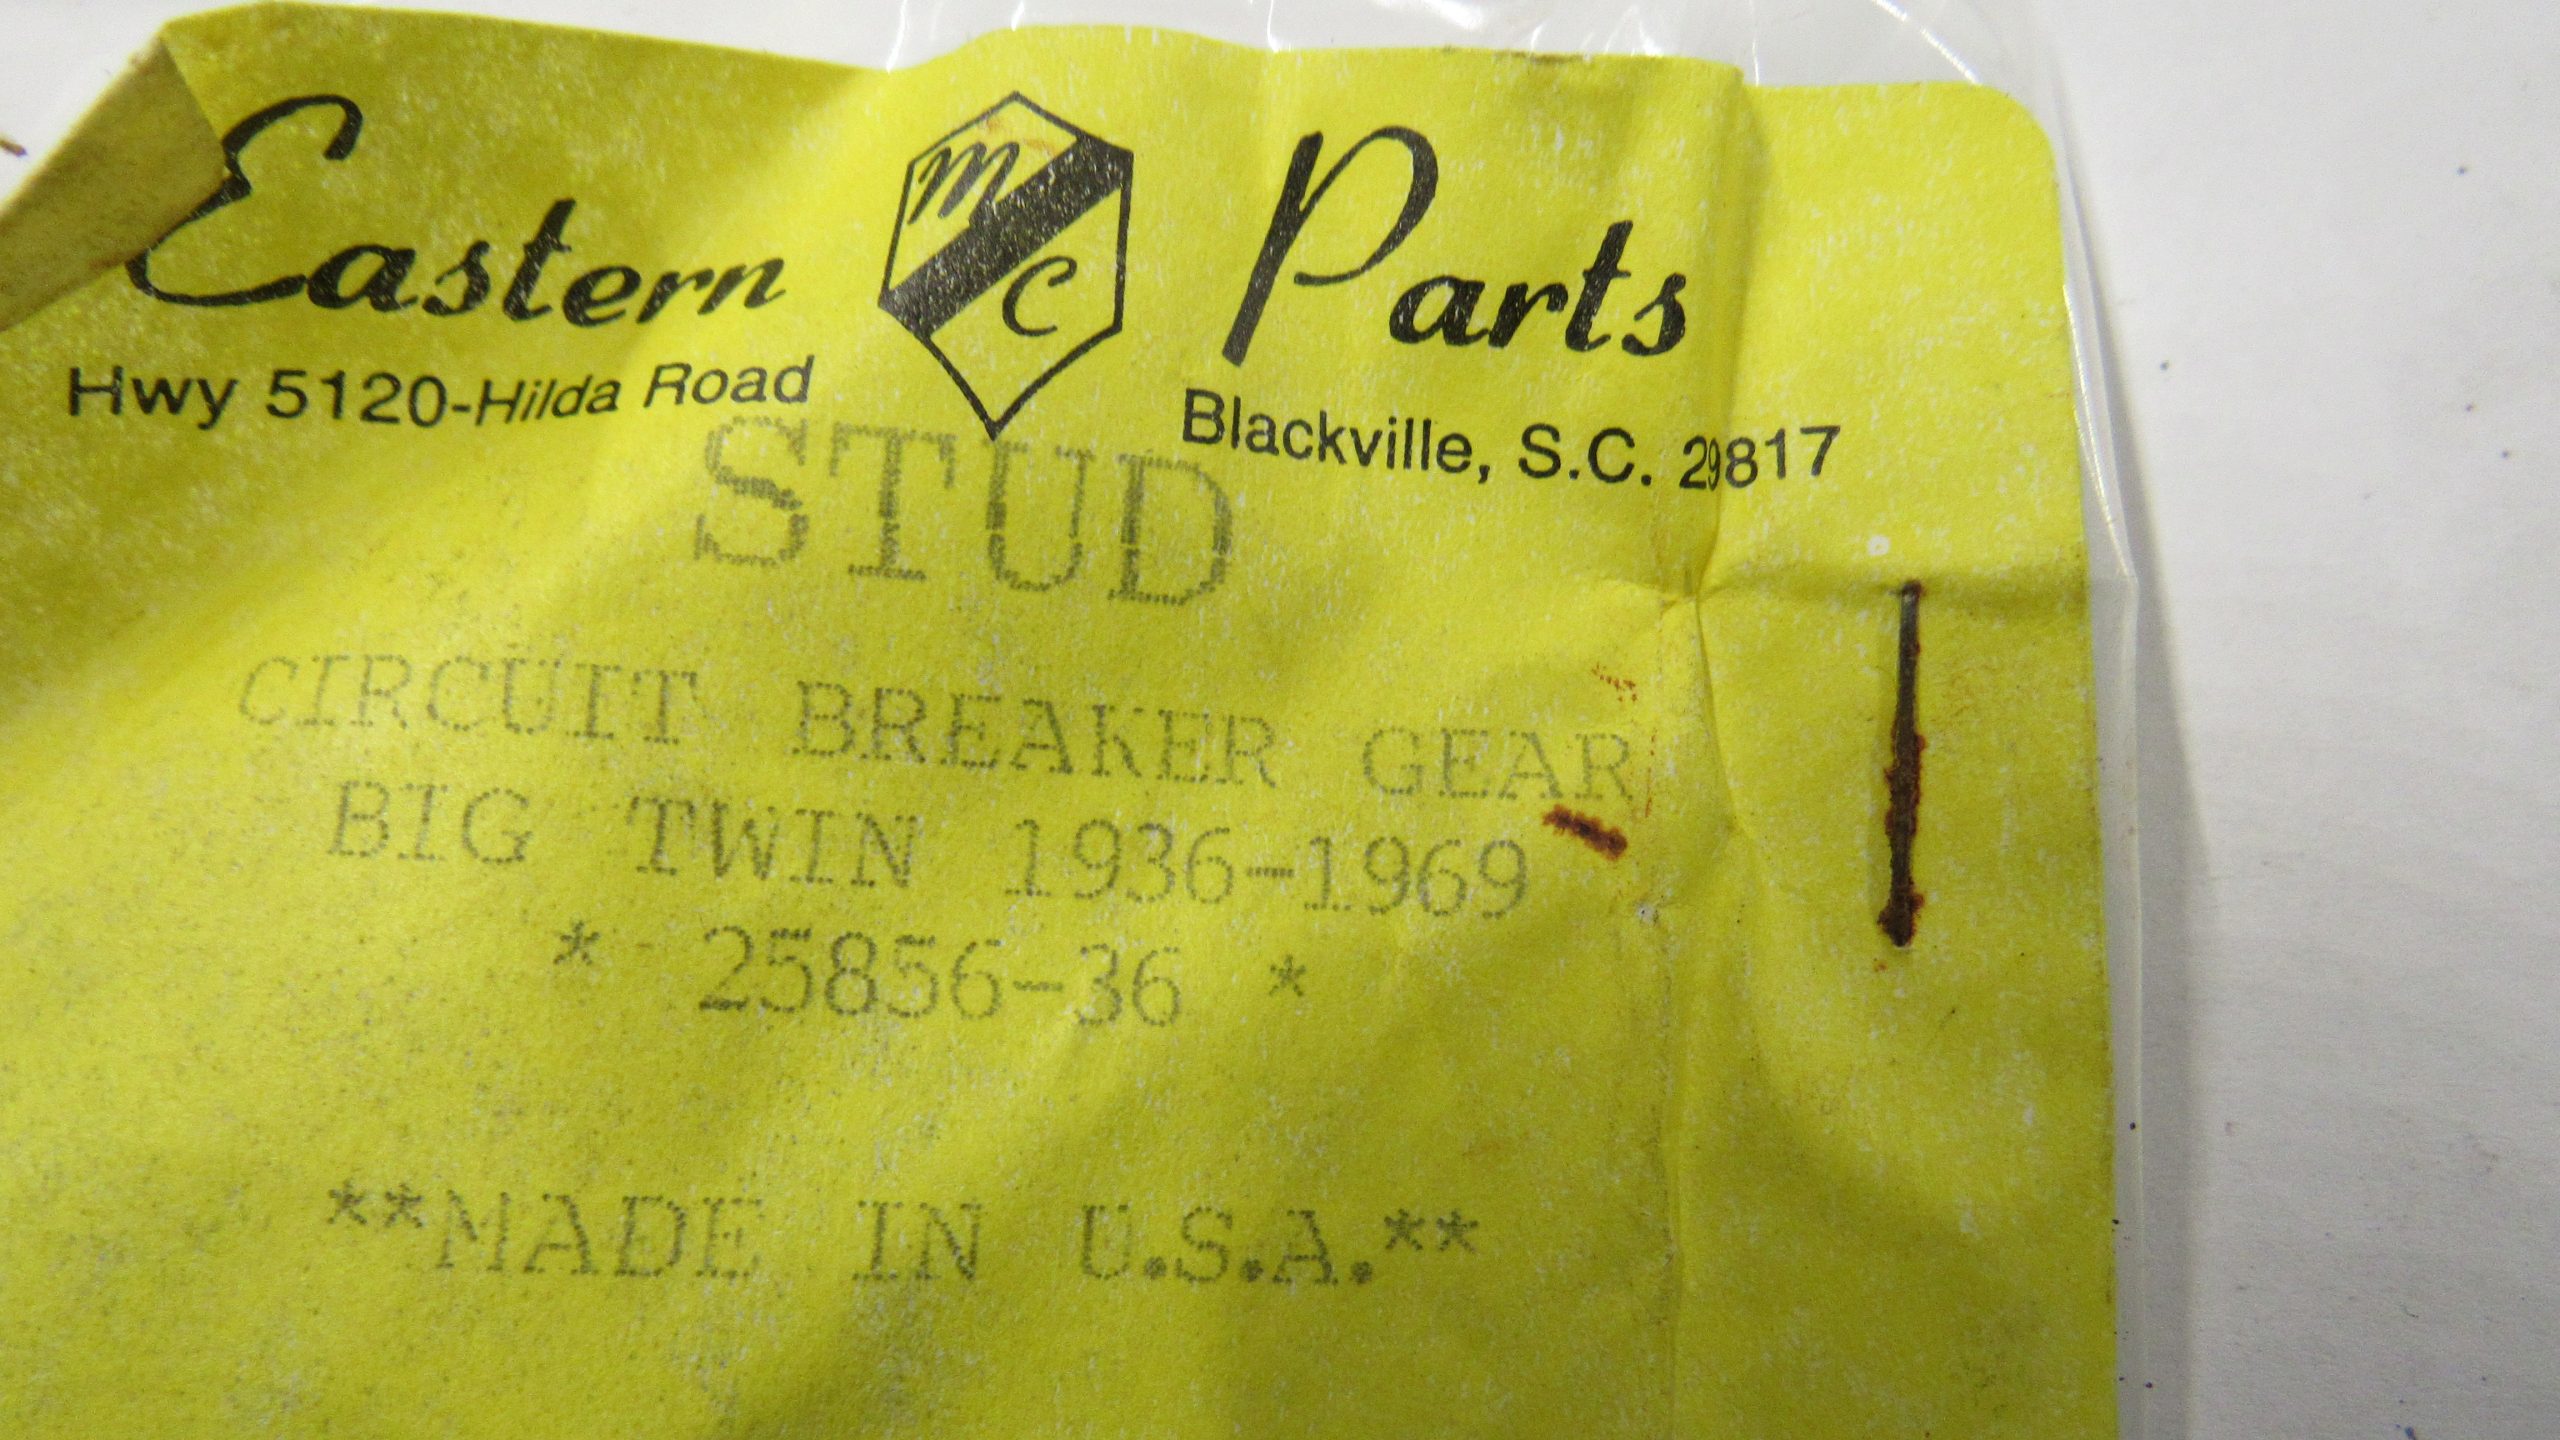 Eastern MC Parts
Hwy 5120-Hilda Road
Blackville, S.C. 29817
STUD
CIRCUIT BREAKER GEAR
BIG TWIN 1936-1969
* 25856-36 *
**MADE IN U.S.A.**